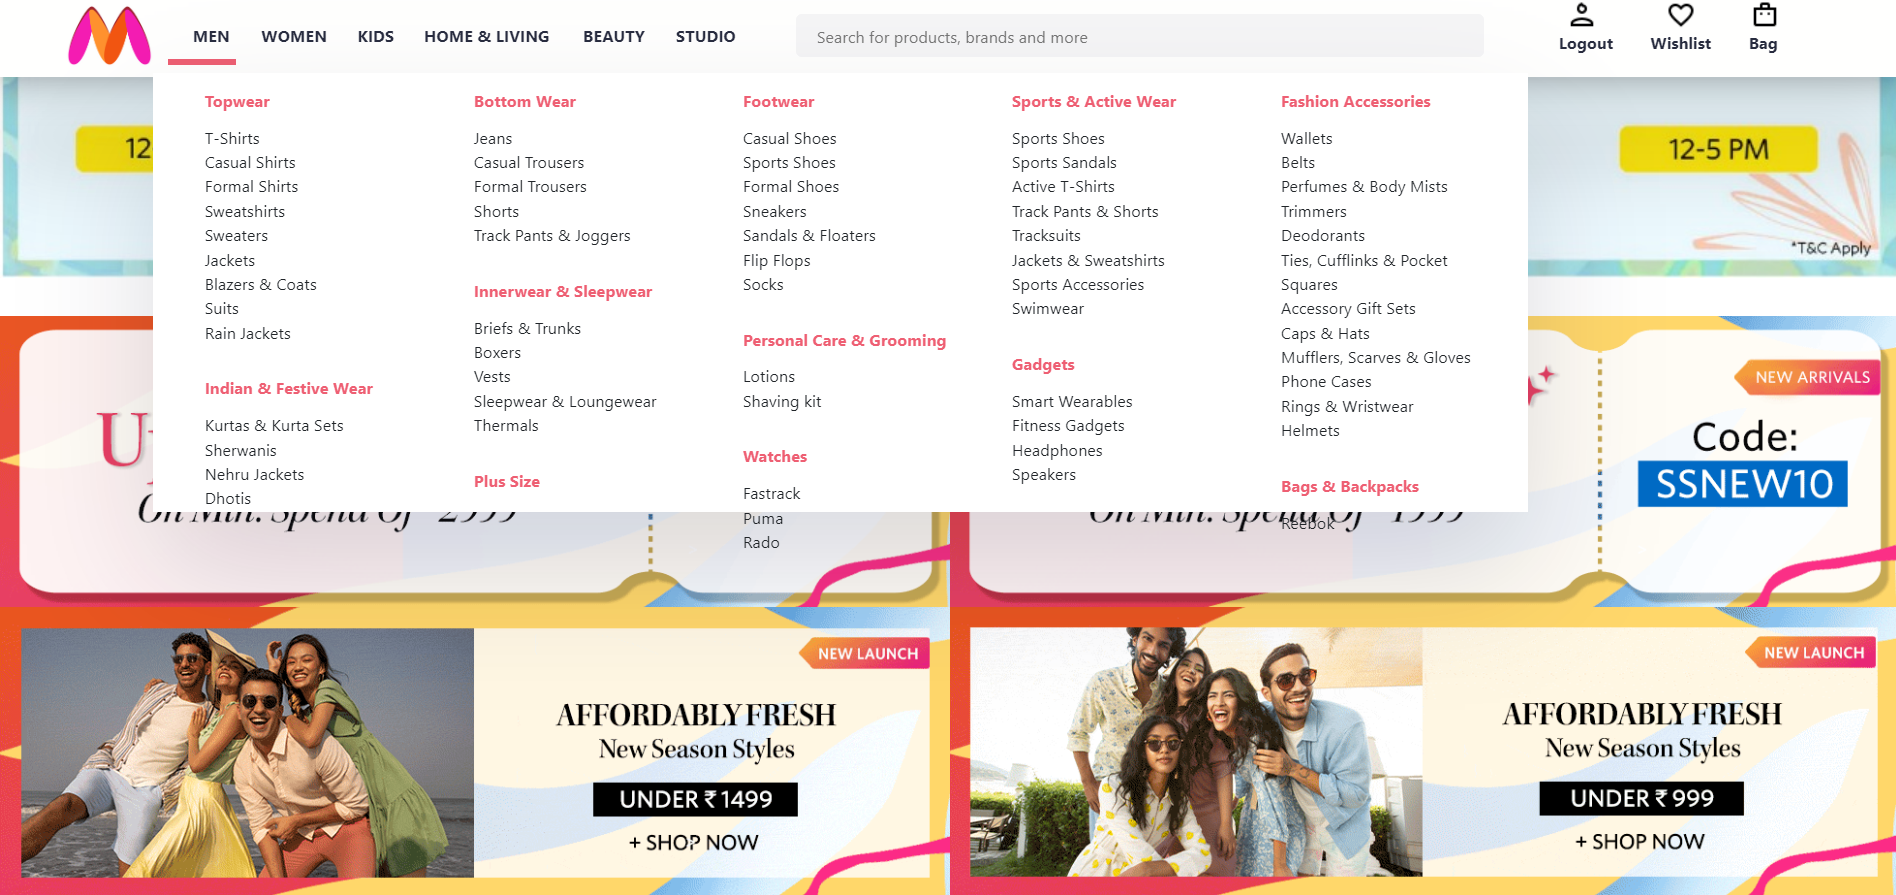 MEN
WOMEN
KIDS
HOME & LIVING
BEAUTY
STUDIO
Search for products, brands and more
Logout
Wishlist
Bag
Topwear
T-Shirts
Casual Shirts
Formal Shirts
Sweatshirts
Sweaters
Jackets
Blazers & Coats
Suits
Rain Jackets
Indian & Festive Wear
Kurtas & Kurta Sets
Sherwanis
Nehru Jackets
Dhotis
Bottom Wear
Jeans
Casual Trousers
Formal Trousers
Shorts
Track Pants & Joggers
Innerwear & Sleepwear
Briefs & Trunks
Boxers
Vests
Sleepwear & Loungewear
Thermals
Plus Size
Footwear
Casual Shoes
Sports Shoes
Formal Shoes
Sneakers
Sandals & Floaters
Flip Flops
Socks
Personal Care & Grooming
Lotions
Shaving kit
Watches
Fastrack
Puma
Rado
Sports & Active Wear
Sports Shoes
Sports Sandals
Active T-Shirts
Track Pants & Shorts
Tracksuits
Jackets & Sweatshirts
Sports Accessories
Swimwear
Gadgets
Smart Wearables
Fitness Gadgets
Headphones
Speakers
Fashion Accessories
Wallets
Belts
Perfumes & Body Mists
Trimmers
Deodorants
Ties, Cufflinks & Pocket
Squares
Accessory Gift Sets
Caps & Hats
Mufflers, Scarves & Gloves
Phone Cases
Rings & Wristwear
Helmets
Bags & Backpacks
Reebok
12
12-5 PM
*T&C Apply
U
On Min. Spend Of 2999
On Min. Spend Of 1999
NEW ARRIVALS
Code:
SSNEW10
NEW LAUNCH
AFFORDABLY FRESH
New Season Styles
UNDER ₹ 1499
+ SHOP NOW
NEW LAUNCH
AFFORDABLY FRESH
New Season Styles
UNDER ₹ 999
+ SHOP NOW